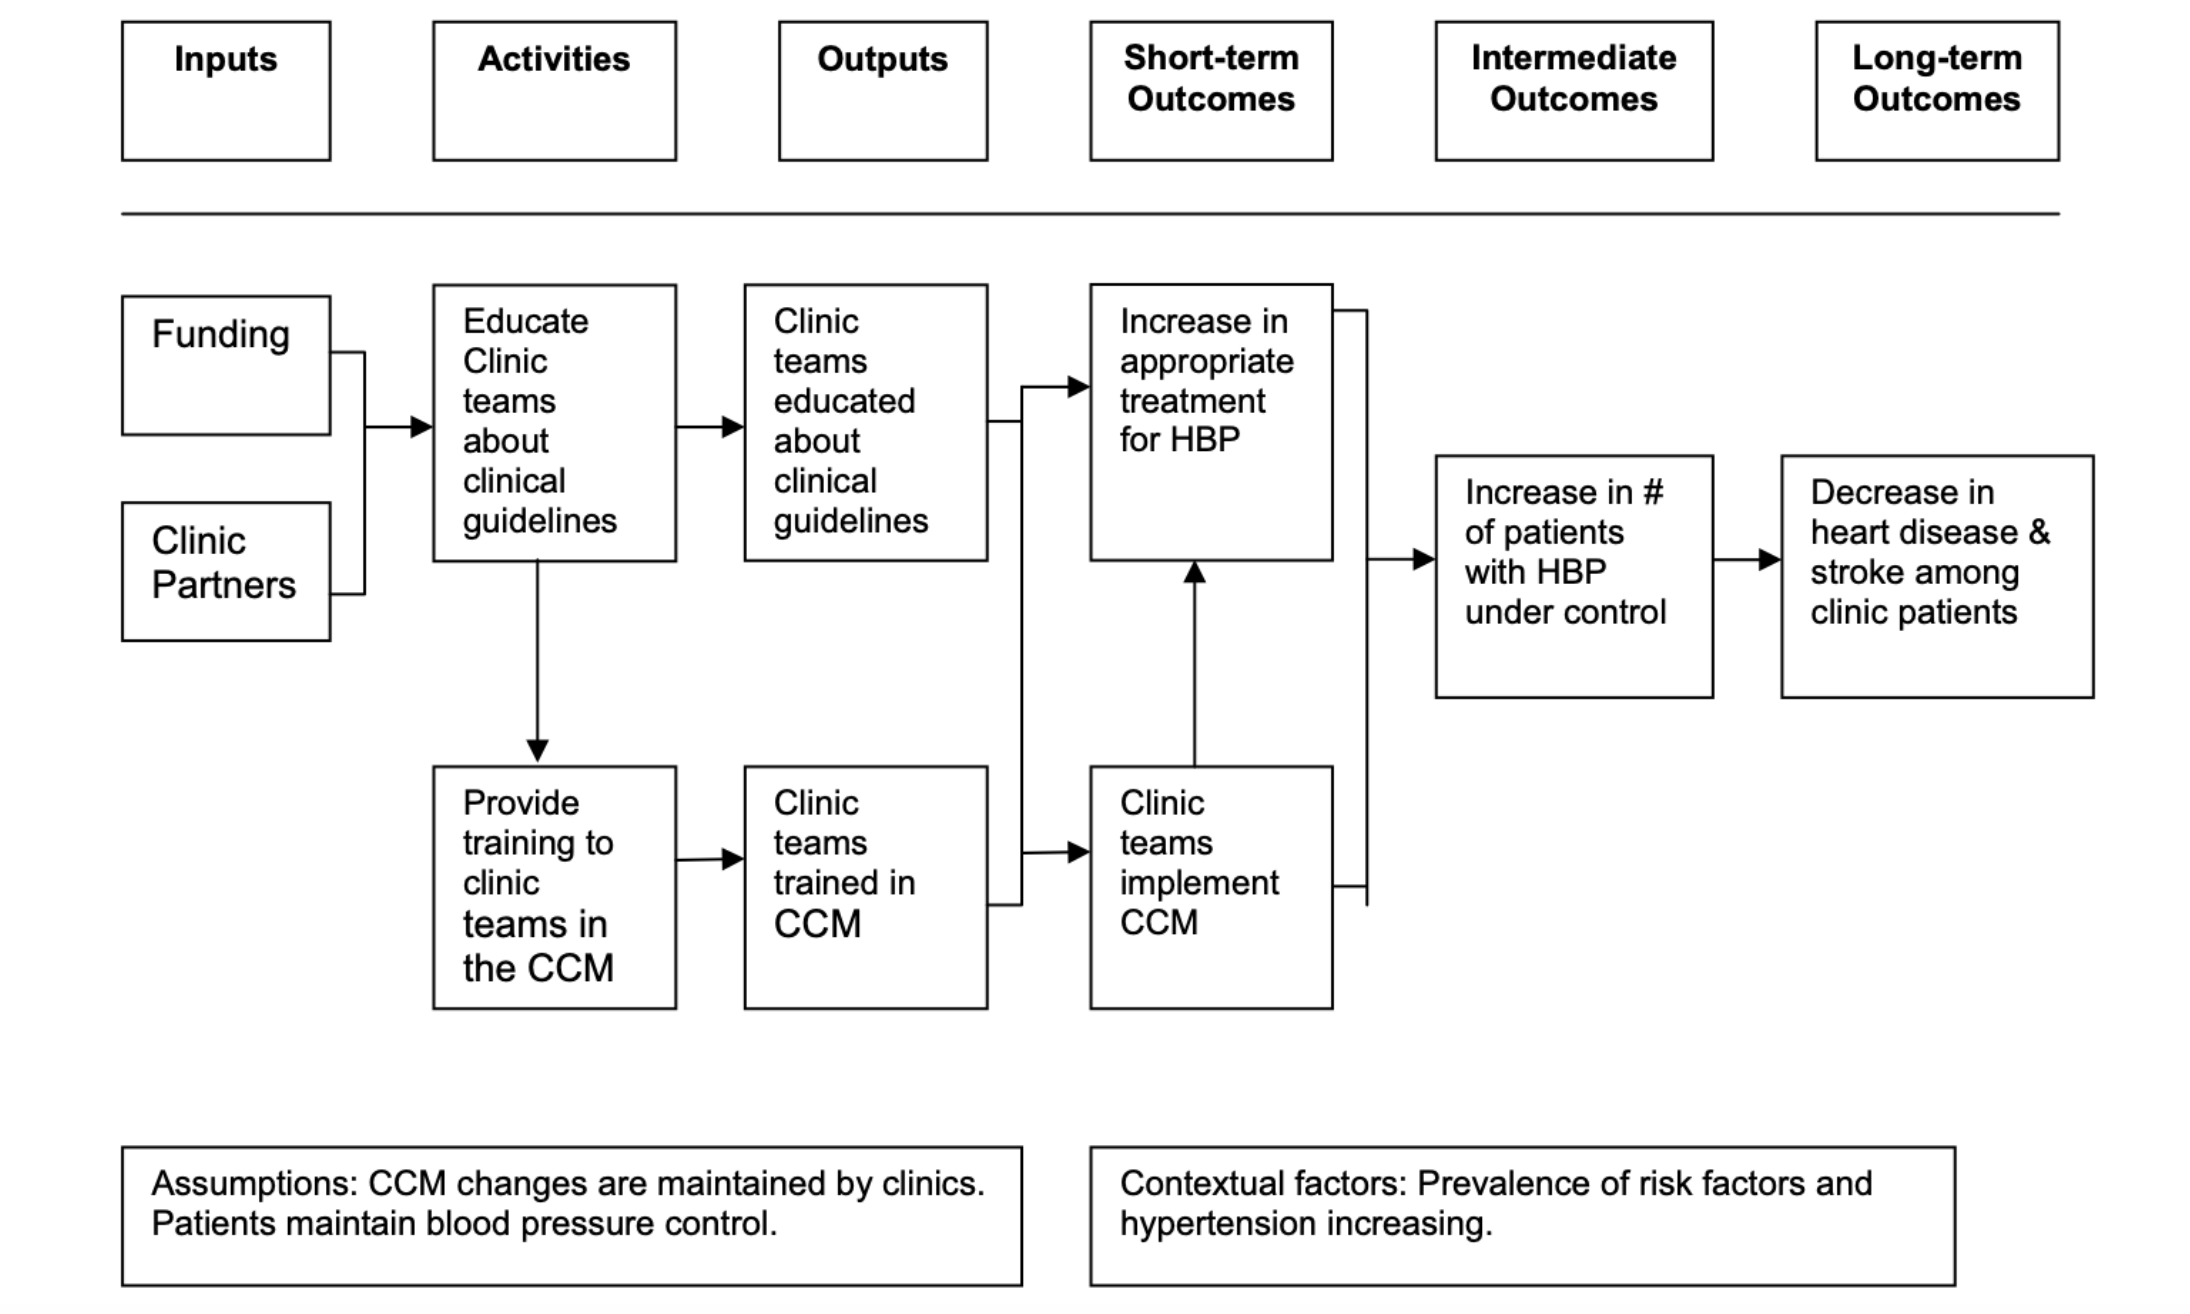 Inputs
Activities
Outputs
Short-term
Outcomes
Intermediate
Outcomes
Long-term
Outcomes
Funding
Clinic
Partners
Educate
Clinic
teams
about
clinical
guidelines
Clinic
teams
educated
about
clinical
guidelines
Increase in
appropriate
treatment
for HBP
Increase in #
of patients
with HBP
under control
Decrease in
heart disease &
stroke among
clinic patients
Provide
training to
clinic
teams in
the CCM
Clinic
teams
trained in
CCM
Clinic
teams
implement
CCM
Assumptions: CCM changes are maintained by clinics.
Patients maintain blood pressure control.
Contextual factors: Prevalence of risk factors and
hypertension increasing.